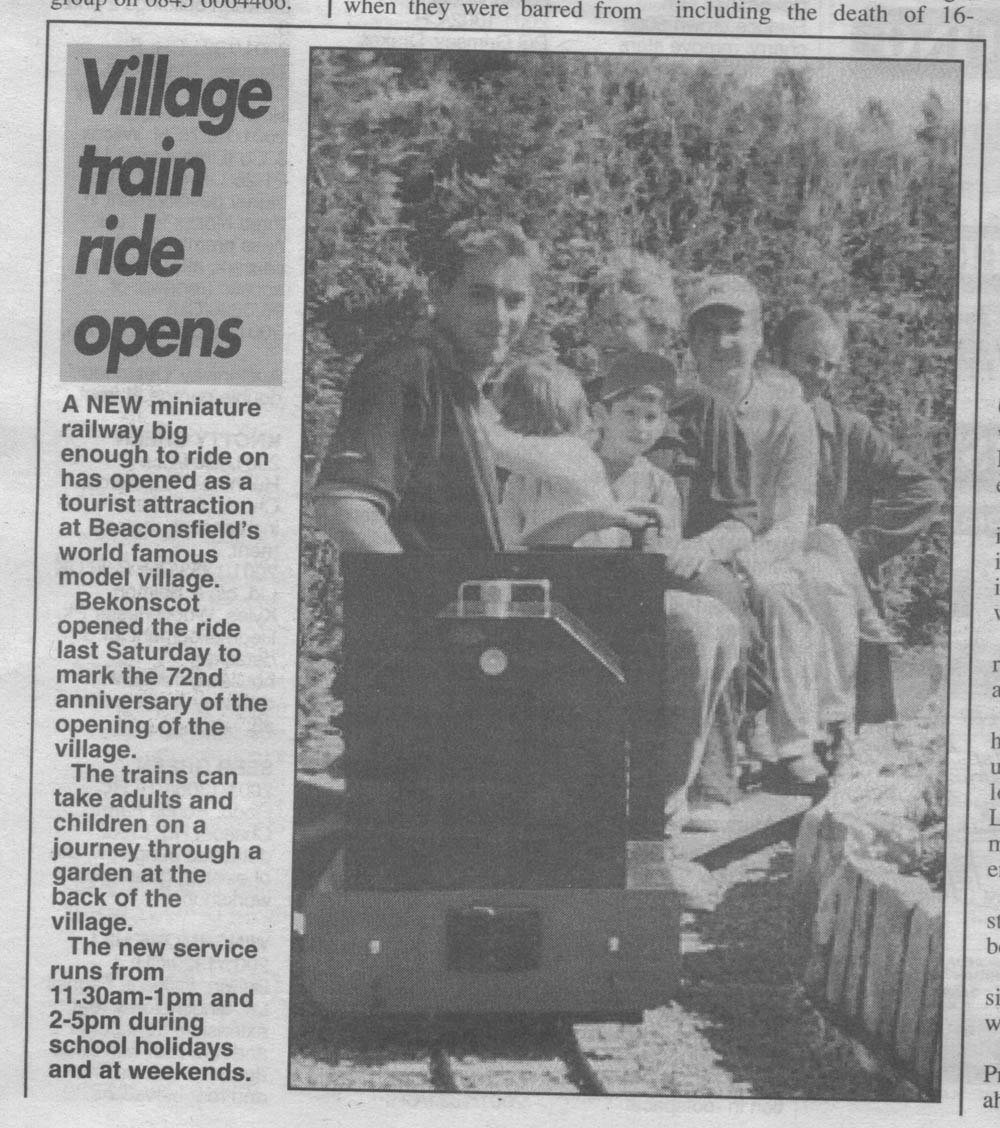 group on 0845 6064466.
when they were barred from
including the death of 16-
Village
train
ride
opens
A NEW miniature
railway big
enough to ride on
has opened as a
tourist attraction
at Beaconsfield's
world famous
model village.
Bekonscot
opened the ride
last Saturday to
mark the 72nd
anniversary of the
opening of the
village.
The trains can
take adults and
children on a
journey through a
garden at the
back of the
village.
The new service
runs from
11.30am-1pm and
2-5pm during
school holidays
and at weekends.